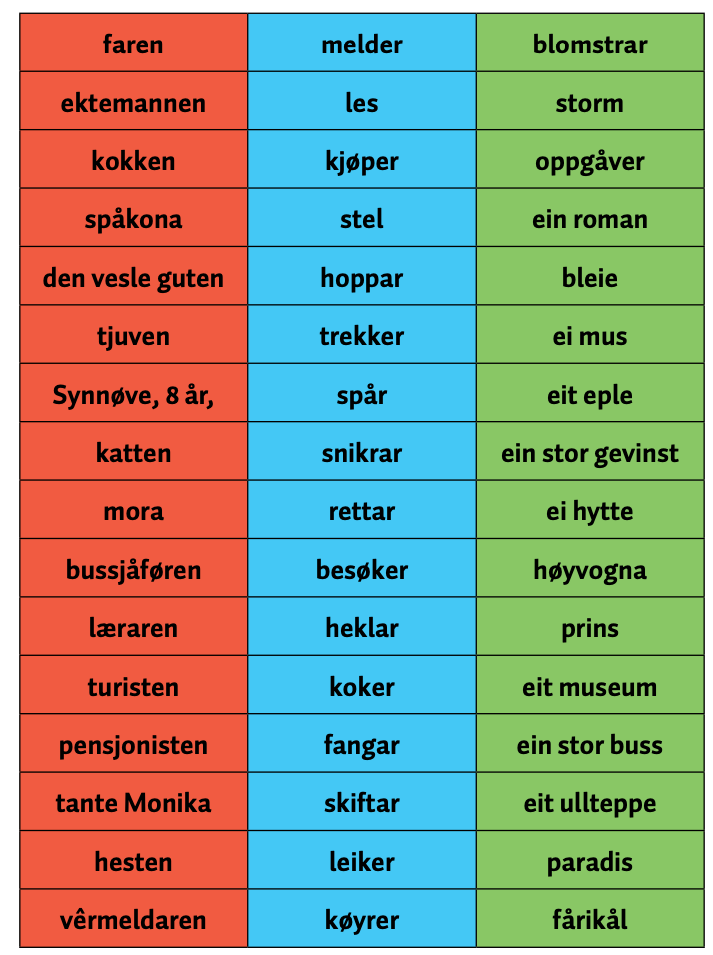 faren melder blomstrar
ektemannen les storm
kokken kjøper oppgåver
spåkona stel ein roman
den vesle guten hoppar bleie
tjuven trekker ei mus
Synnøve, 8 år, spår eit eple
katten snikrar ein stor gevinst
mora rettar ei hytte
bussjåføren besøker høyvogna
læraren heklar prins
turisten koker eit museum
pensjonisten fangar ein stor buss
tante Monika skiftar eit ullteppe
hesten leiker paradis
vêrmeldaren køyrer fårikål